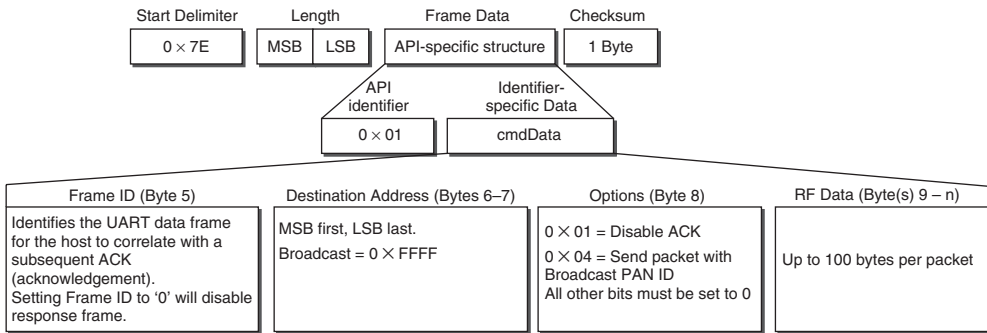 Start Delimiter
Length
Frame Data
Checksum
0 × 7E
MSB
LSB
API-specific structure
1 Byte
API
identifier
Identifier-
specific Data
0 × 01
cmdData
Frame ID (Byte 5)
Identifies the UART data frame
for the host to correlate with a
subsequent ACK
(acknowledgement).
Setting Frame ID to ‘0’ will disable
response frame.
Destination Address (Bytes 6–7)
MSB first, LSB last.
Broadcast = 0 × FFFF
Options (Byte 8)
0 × 01 = Disable ACK
0 × 04 = Send packet with
Broadcast PAN ID
All other bits must be set to 0
RF Data (Byte(s) 9 – n)
Up to 100 bytes per packet